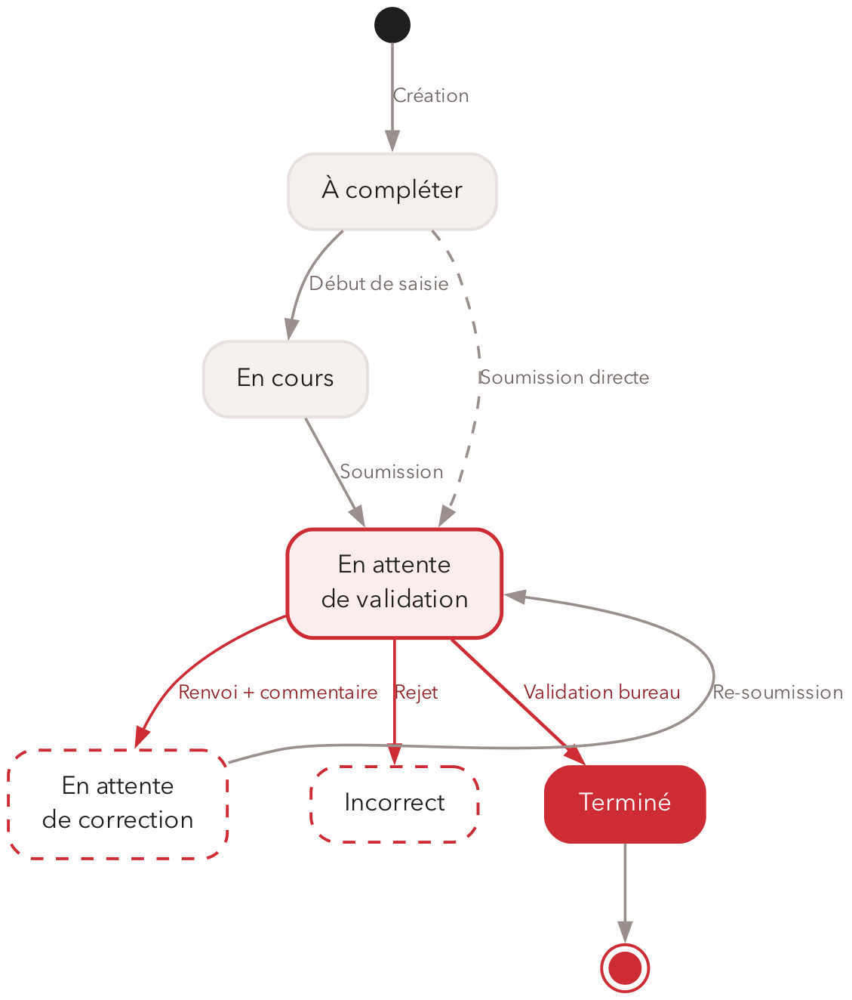 Création
À compléter
Début de saisie
En cours
Soumission directe
Soumission
En attente
de validation
Renvoi + commentaire
Rejet
Validation bureau
Re-soumission
En attente
de correction
Incorrect
Terminé